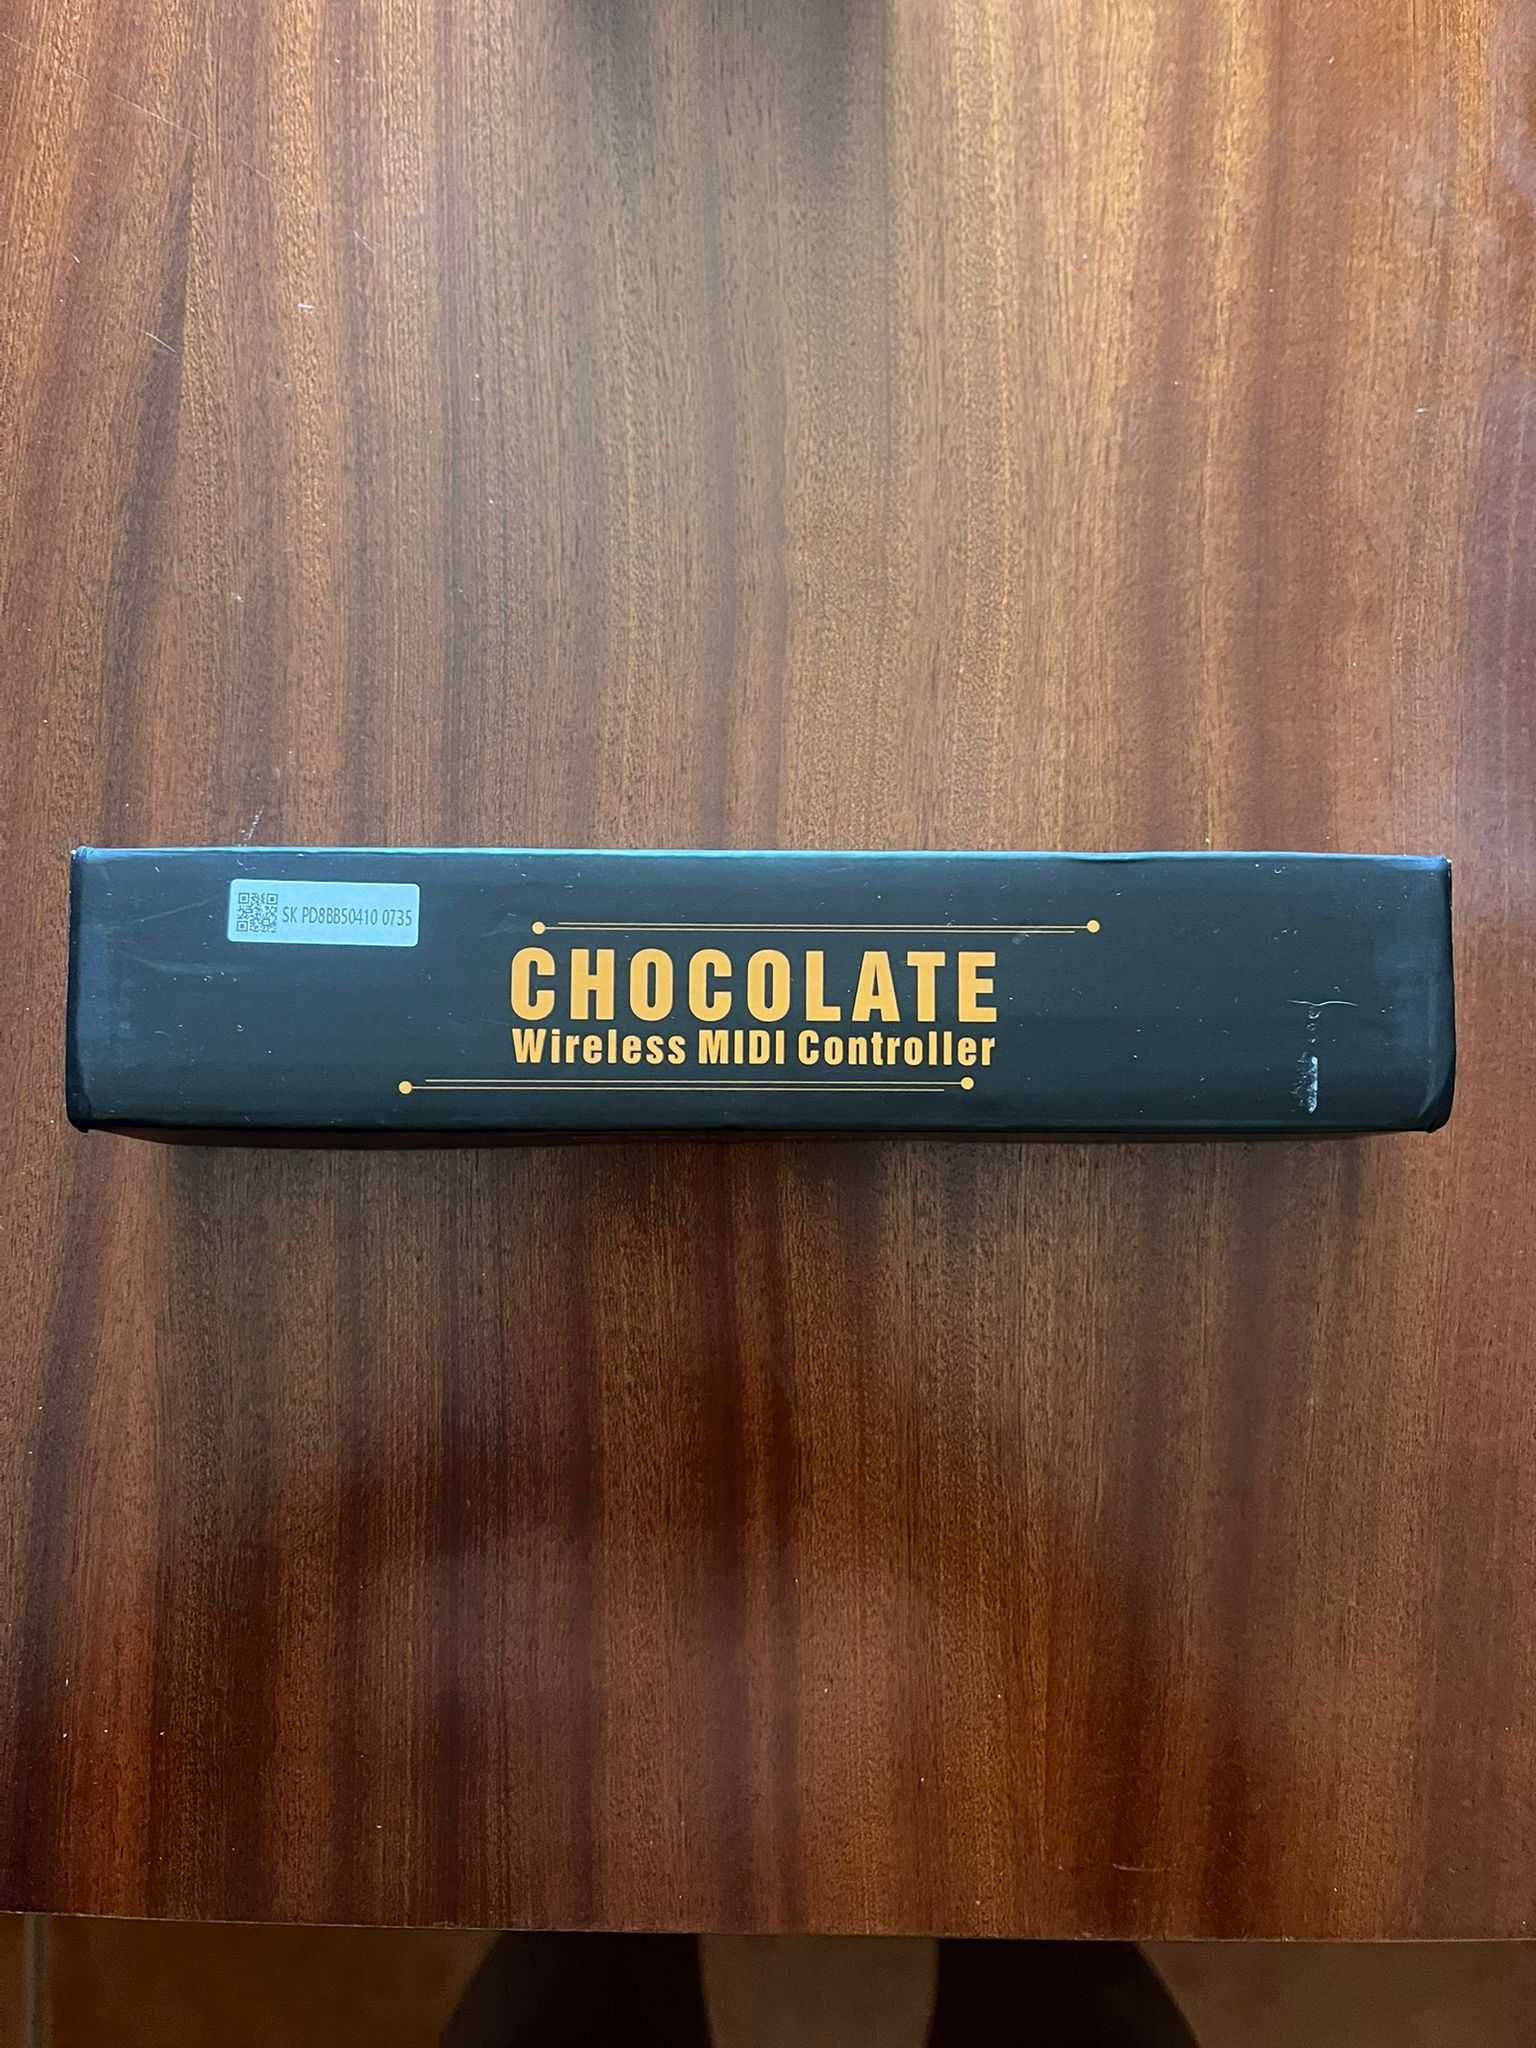 SK PD8BB50410 0735
CHOCOLATE
Wireless MIDI Controller